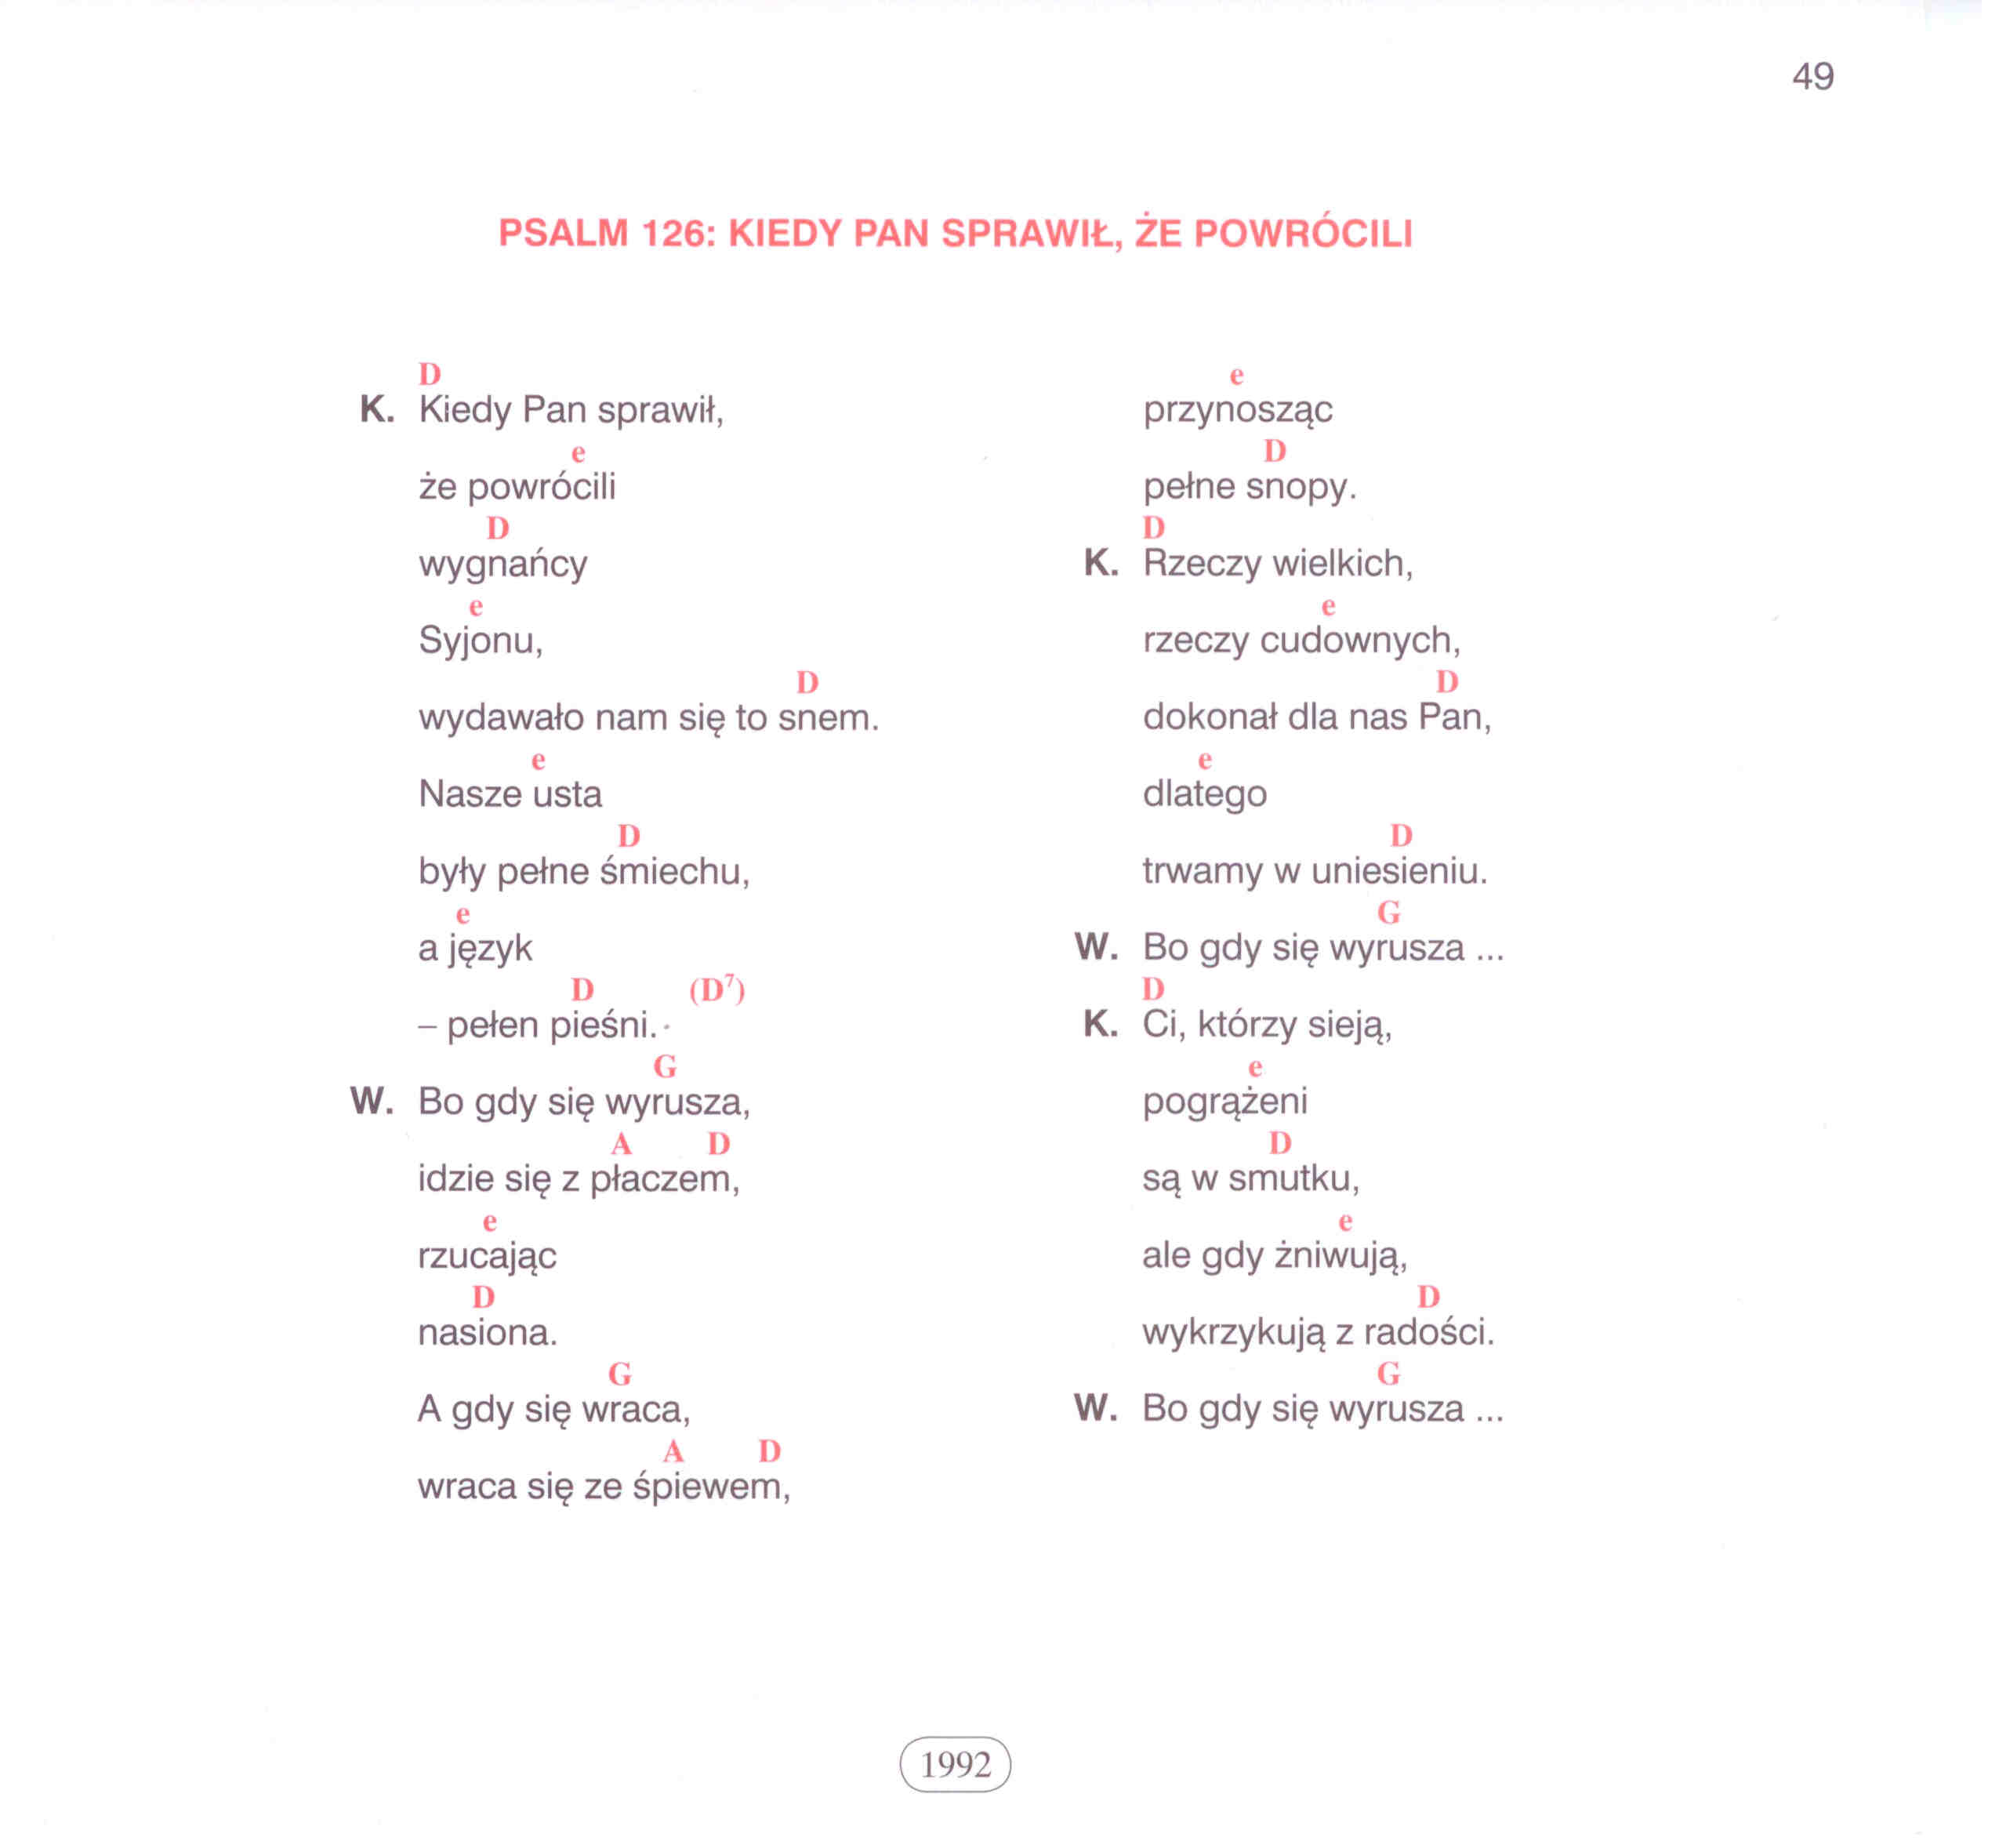 49
PSALM 126: KIEDY PAN SPRAWIŁ, ŻE POWRÓCILI
D
K. Kiedy Pan sprawił,
e
że powrócili
D
wygnańcy
e
Syjonu,
D
wydawało nam się to snem.
e
Nasze usta
D
były pełne śmiechu,
e
a język
D (D⁷)
– pełen pieśni.
G
W. Bo gdy się wyrusza,
A D
idzie się z płaczem,
e
rzucając
D
nasiona.
G
A gdy się wraca,
A D
wraca się ze śpiewem,
e
przynosząc
D
pełne snopy.
D
K. Rzeczy wielkich,
e
rzeczy cudownych,
D
dokonał dla nas Pan,
e
dlatego
D
trwamy w uniesieniu.
G
W. Bo gdy się wyrusza ...
D
K. Ci, którzy sieją,
e
pogrążeni
D
są w smutku,
e
ale gdy żniwują,
D
wykrzykują z radości.
G
W. Bo gdy się wyrusza ...
1992